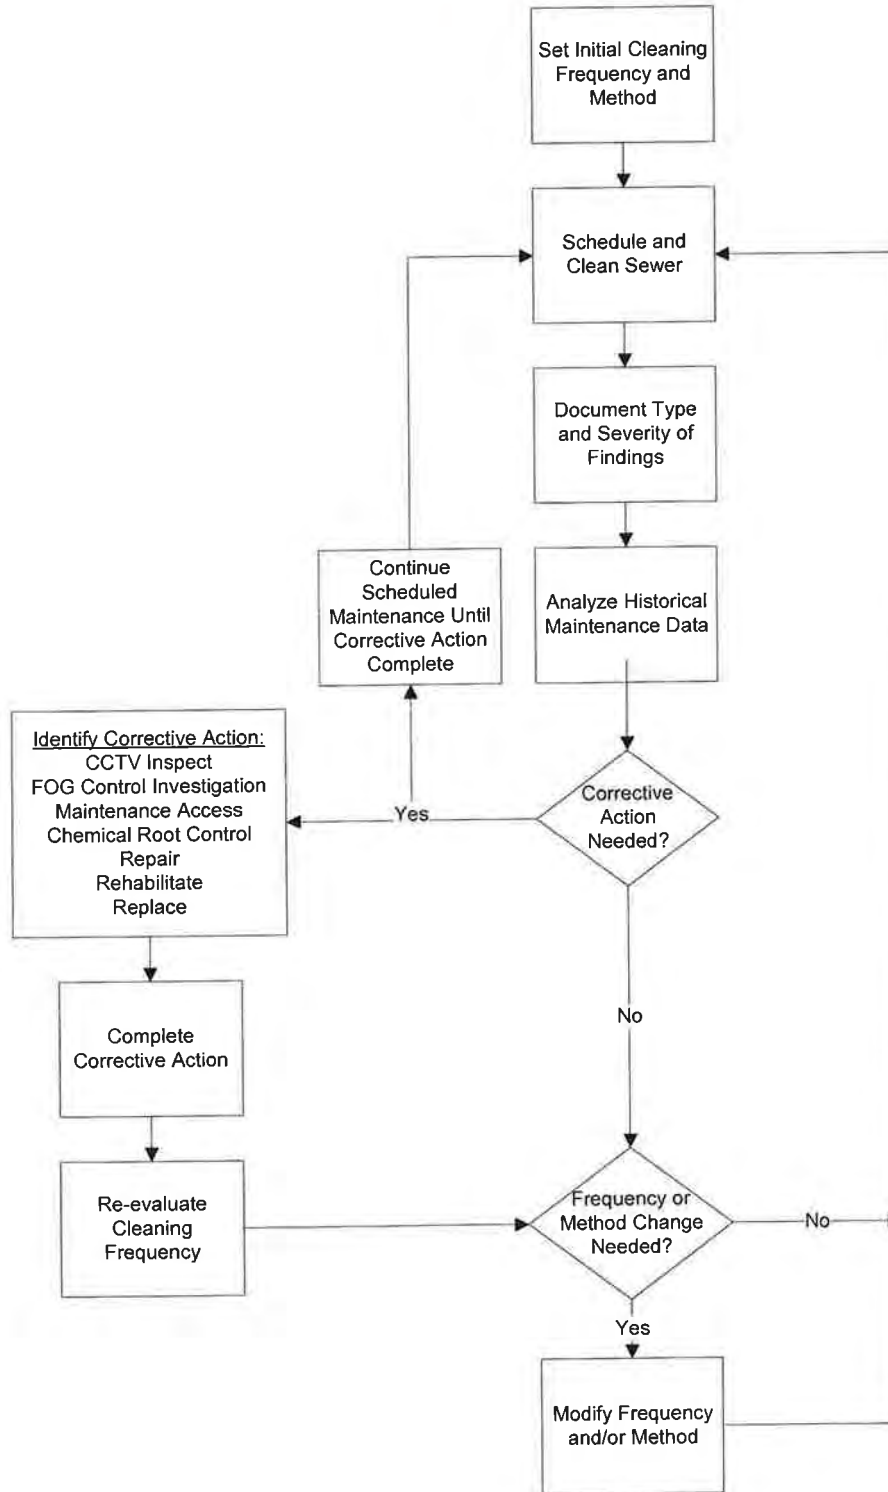 Set Initial Cleaning
Frequency and
Method
Schedule and
Clean Sewer
Document Type
and Severity of
Findings
Continue
Scheduled
Maintenance Until
Corrective Action
Complete
Analyze Historical
Maintenance Data
Identify Corrective Action:
CCTV Inspect
FOG Control Investigation
Maintenance Access
Chemical Root Control
Repair
Rehabilitate
Replace
Yes
Corrective
Action
Needed?
No
Complete
Corrective Action
Re-evaluate
Cleaning
Frequency
Frequency or
Method Change
Needed?
No
Yes
Modify Frequency
and/or Method